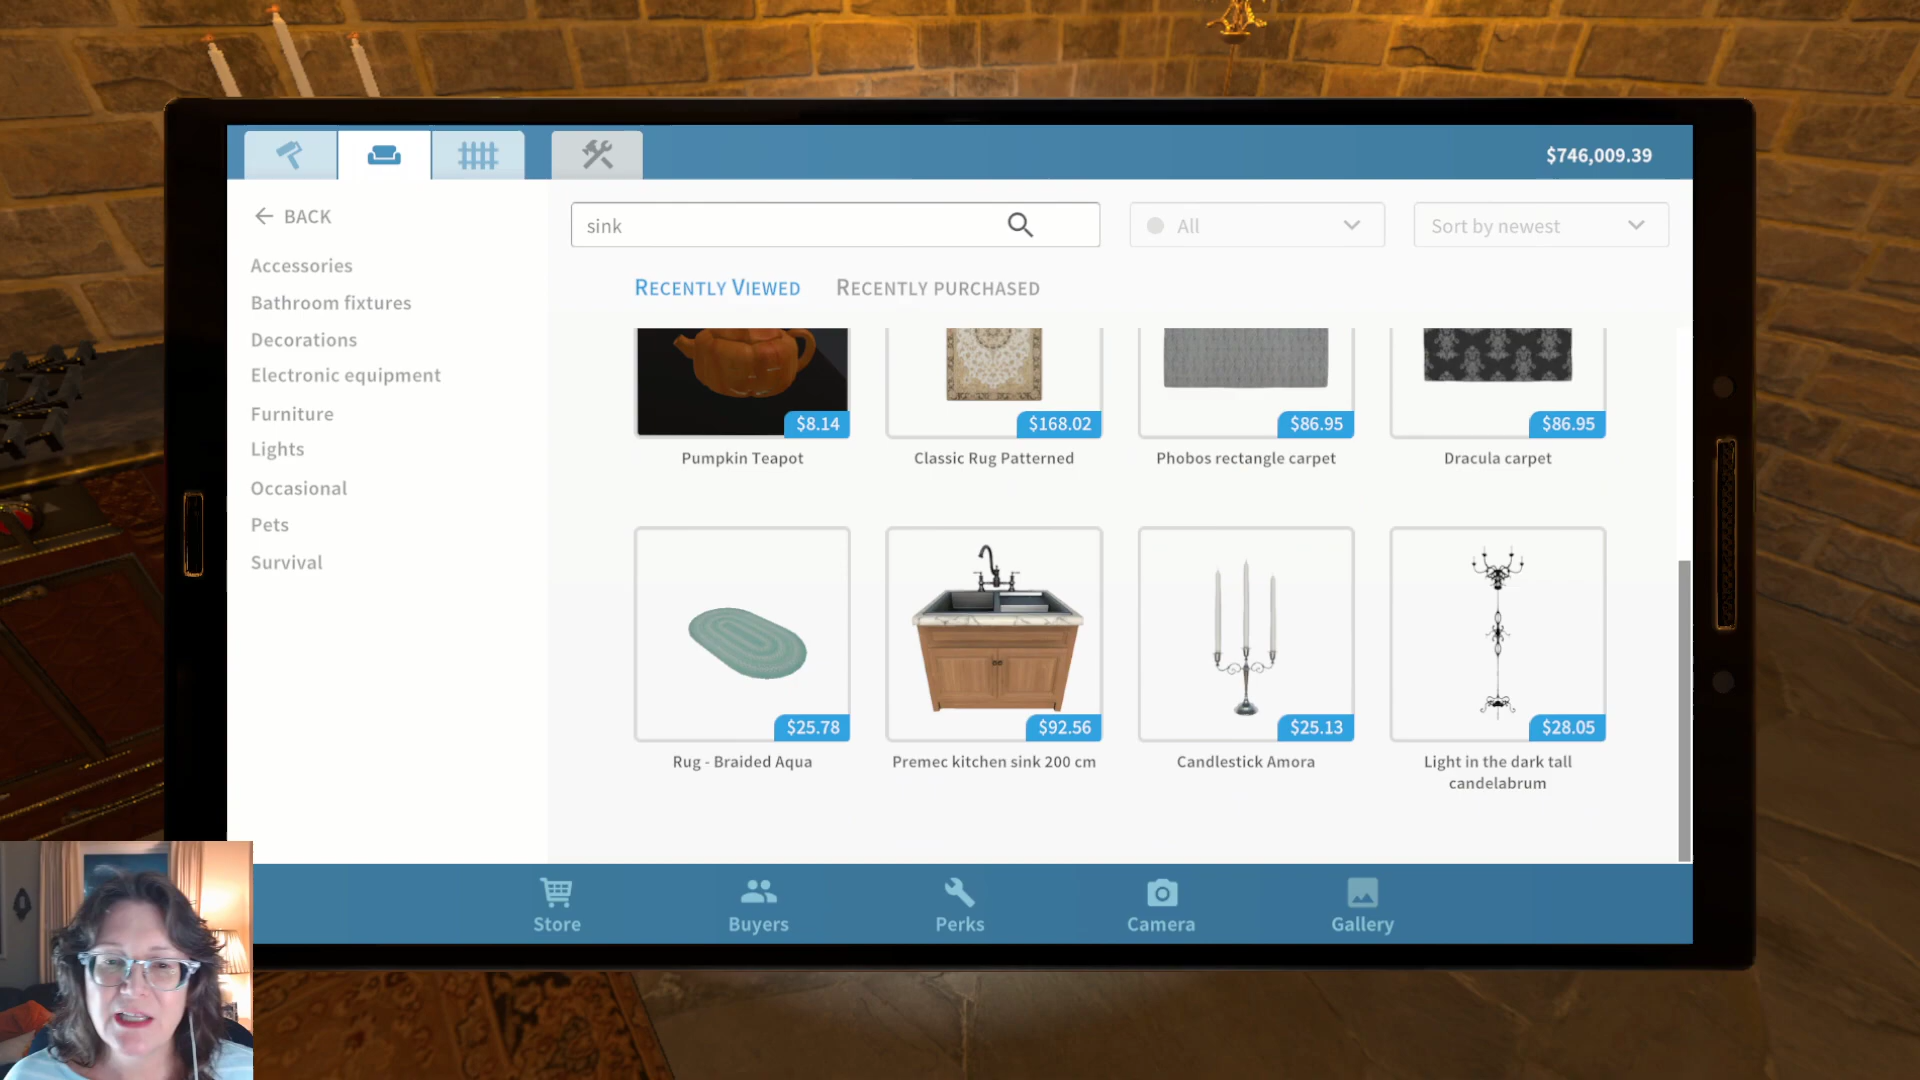 $746,009.39
BACK
sink
All
Sort by newest
Accessories
Bathroom fixtures
Decorations
Electronic equipment
Furniture
Lights
Occasional
Pets
Survival
RECENTLY VIEWED
RECENTLY PURCHASED
$8.14
$168.02
$86.95
$86.95
Pumpkin Teapot
Classic Rug Patterned
Phobos rectangle carpet
Dracula carpet
$25.78
$92.56
$25.13
$28.05
Rug - Braided Aqua
Premec kitchen sink 200 cm
Candlestick Amora
Light in the dark tall
candelabrum
Store
Buyers
Perks
Camera
Gallery